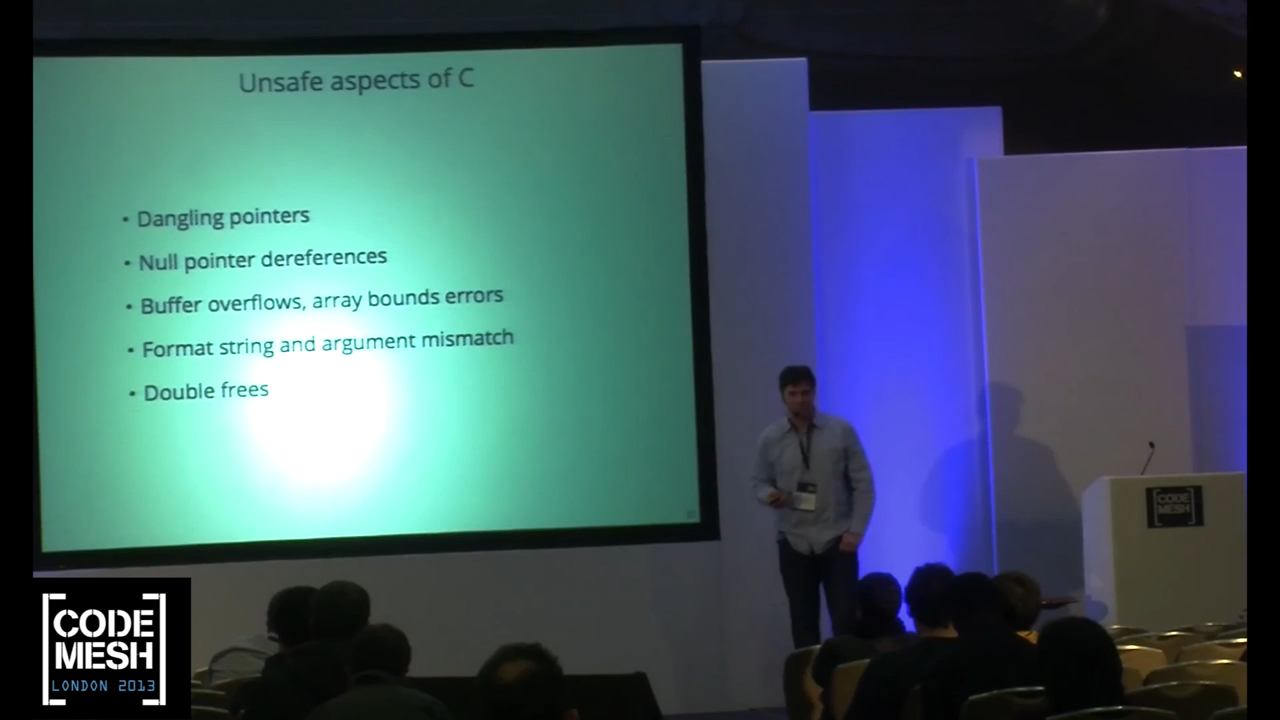 Unsafe aspects of C
• Dangling pointers
• Null pointer dereferences
• Buffer overflows, array bounds errors
• Format string and argument mismatch
• Double frees
[CODE
MESH]
CODE
MESH
LONDON 2013